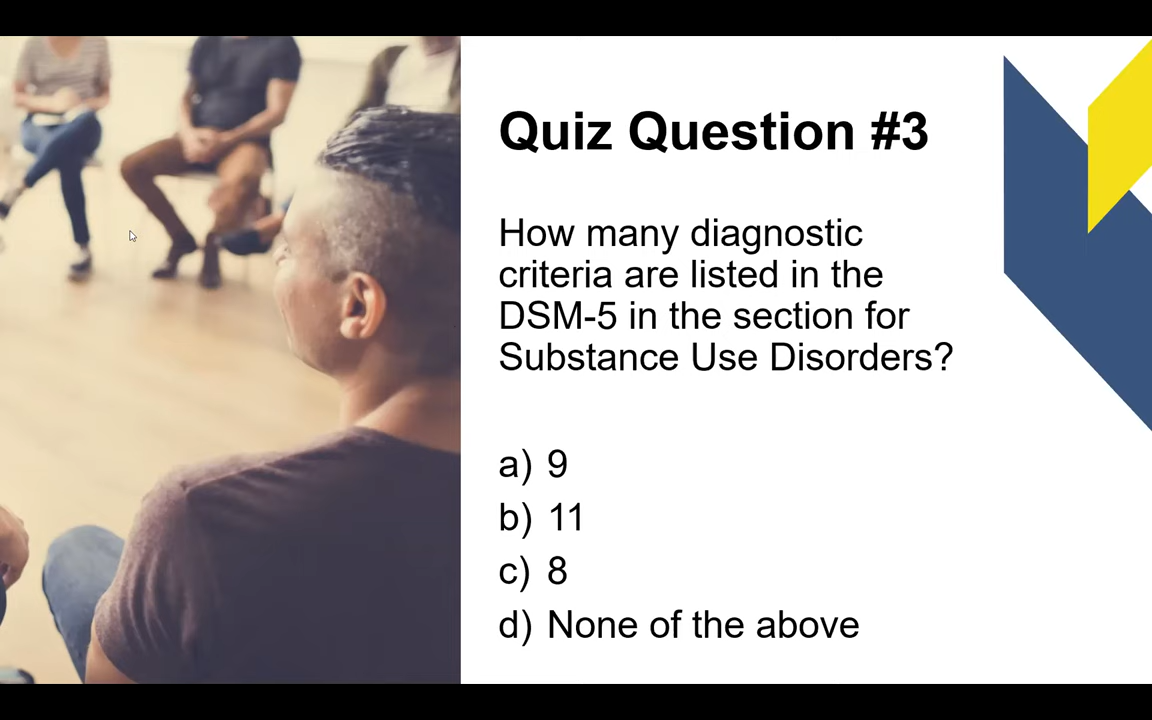 Quiz Question #3
How many diagnostic
criteria are listed in the
DSM-5 in the section for
Substance Use Disorders?
a) 9
b) 11
c) 8
d) None of the above